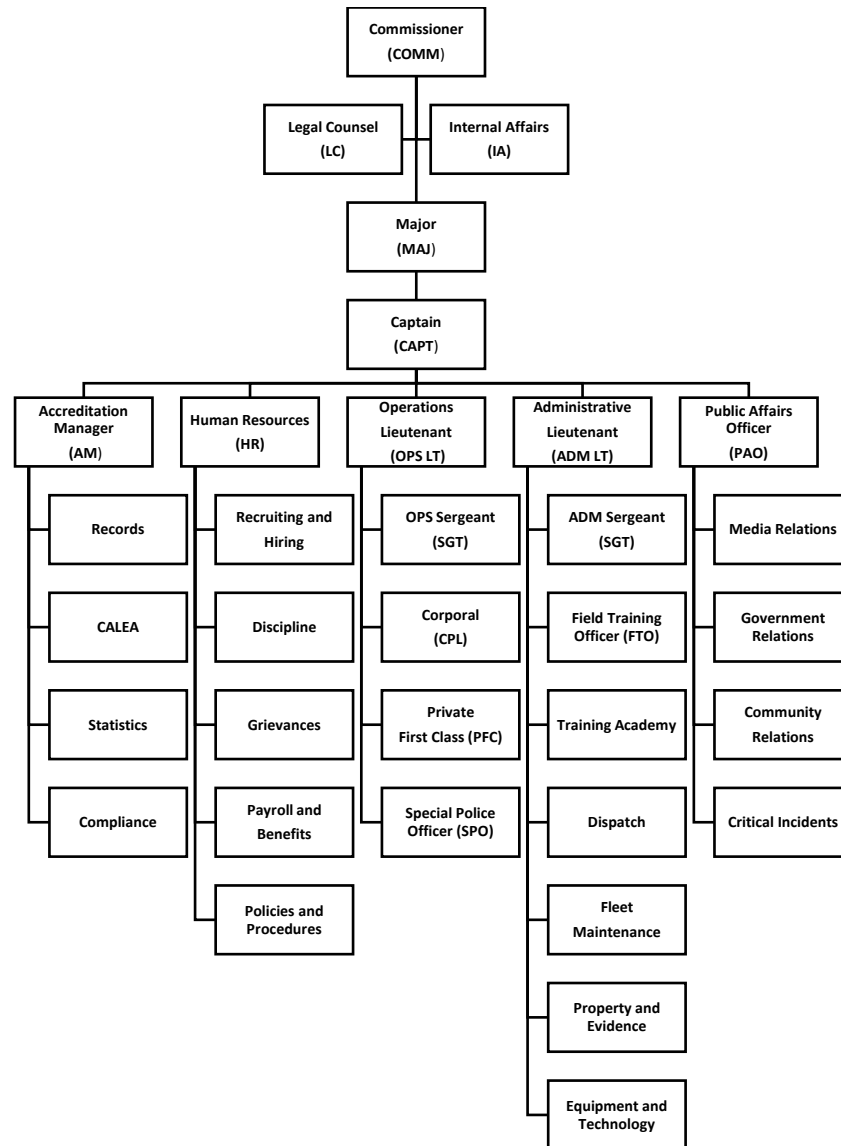 Commissioner
(COMM)
Legal Counsel
(LC)
Internal Affairs
(IA)
Major
(MAJ)
Captain
(CAPT)
Accreditation
Manager
(AM)
Human Resources
(HR)
Operations
Lieutenant
(OPS LT)
Administrative
Lieutenant
(ADM LT)
Public Affairs
Officer
(PAO)
Records
CALEA
Statistics
Compliance
Recruiting and
Hiring
Discipline
Grievances
Payroll and
Benefits
Policies and
Procedures
OPS Sergeant
(SGT)
Corporal
(CPL)
Private
First Class (PFC)
Special Police
Officer (SPO)
ADM Sergeant
(SGT)
Field Training
Officer (FTO)
Training Academy
Dispatch
Fleet
Maintenance
Property and
Evidence
Equipment and
Technology
Media Relations
Government
Relations
Community
Relations
Critical Incidents